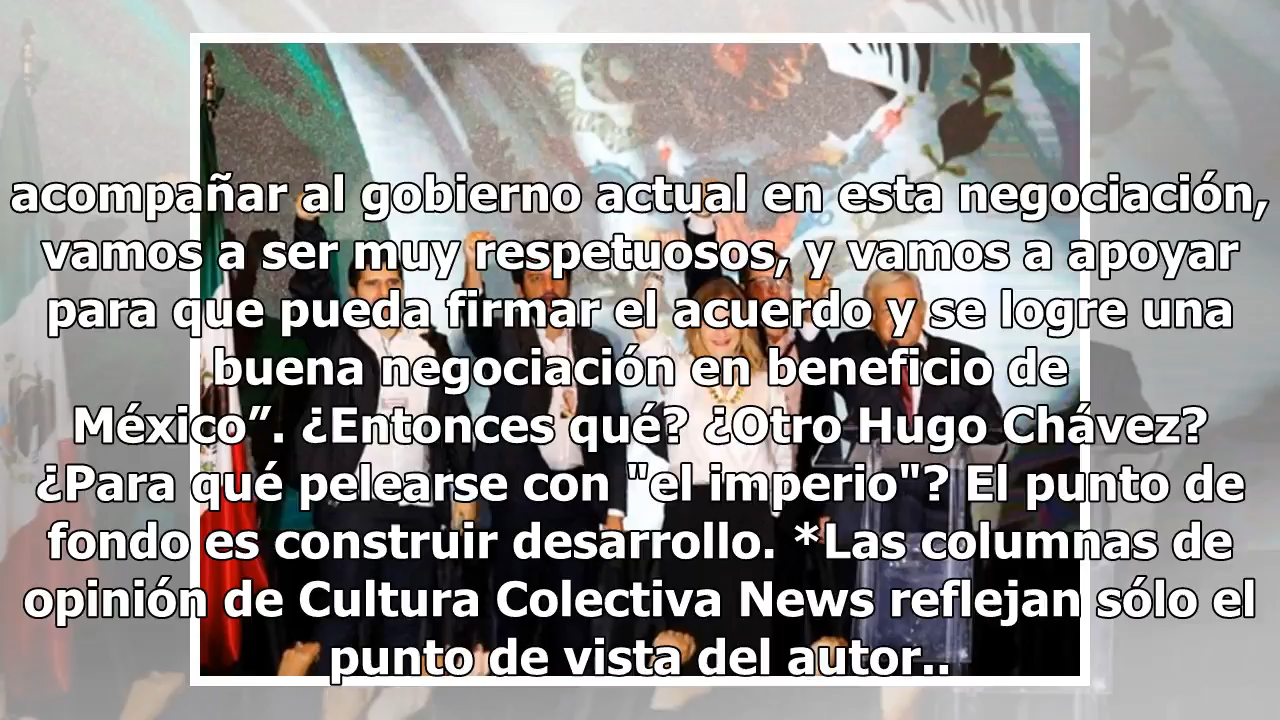 acompañar al gobierno actual en esta negociación,
vamos a ser muy respetuosos, y vamos a apoyar
para que pueda firmar el acuerdo y se logre una
buena negociación en beneficio de
México”. ¿Entonces qué? ¿Otro Hugo Chávez?
¿Para qué pelearse con "el imperio"? El punto de
fondo es construir desarrollo. *Las columnas de
opinión de Cultura Colectiva News reflejan sólo el
punto de vista del autor..